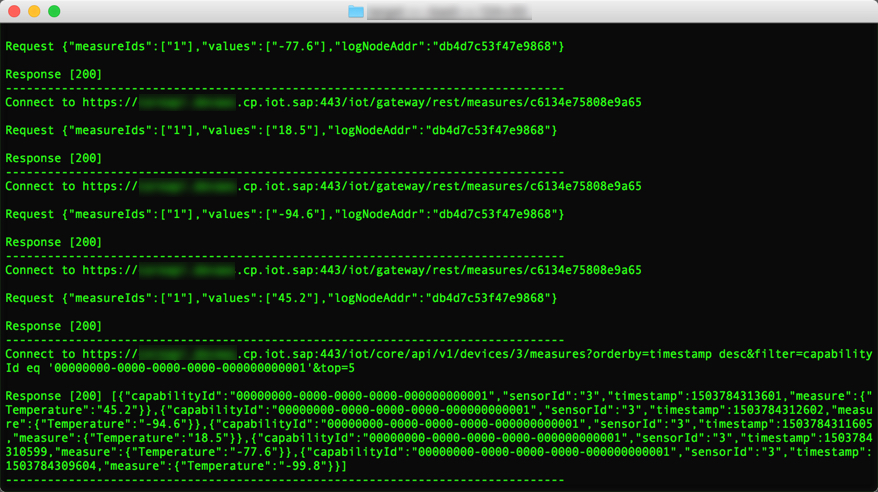 Request {"measureIds":["1"],"values":["-77.6"],"logNodeAddr":"db4d7c53f47e9868"}
Response [200]
--------------------------------------------------------------------------------
Connect to https:// .cp.iot.sap:443/iot/gateway/rest/measures/c6134e75808e9a65
Request {"measureIds":["1"],"values":["18.5"],"logNodeAddr":"db4d7c53f47e9868"}
Response [200]
--------------------------------------------------------------------------------
Connect to https:// .cp.iot.sap:443/iot/gateway/rest/measures/c6134e75808e9a65
Request {"measureIds":["1"],"values":["-94.6"],"logNodeAddr":"db4d7c53f47e9868"}
Response [200]
--------------------------------------------------------------------------------
Connect to https:// .cp.iot.sap:443/iot/gateway/rest/measures/c6134e75808e9a65
Request {"measureIds":["1"],"values":["45.2"],"logNodeAddr":"db4d7c53f47e9868"}
Response [200]
--------------------------------------------------------------------------------
Connect to https:// .cp.iot.sap:443/iot/core/api/v1/devices/3/measures?orderby=timestamp desc&filter=capability
Id eq '00000000-0000-0000-0000-000000000001'&top=5
Response [200] [{"capabilityId":"00000000-0000-0000-0000-000000000001","sensorId":"3","timestamp":1503784313601,"measure":{"
Temperature":"45.2"}},{"capabilityId":"00000000-0000-0000-0000-000000000001","sensorId":"3","timestamp":1503784312602,"measu
re":{"Temperature":"-94.6"}},{"capabilityId":"00000000-0000-0000-0000-000000000001","sensorId":"3","timestamp":1503784311605
,"measure":{"Temperature":"18.5"}},{"capabilityId":"00000000-0000-0000-0000-000000000001","sensorId":"3","timestamp":1503784
310599,"measure":{"Temperature":"-77.6"}},{"capabilityId":"00000000-0000-0000-0000-000000000001","sensorId":"3","timestamp":
1503784309604,"measure":{"Temperature":"-99.8"}}]
--------------------------------------------------------------------------------